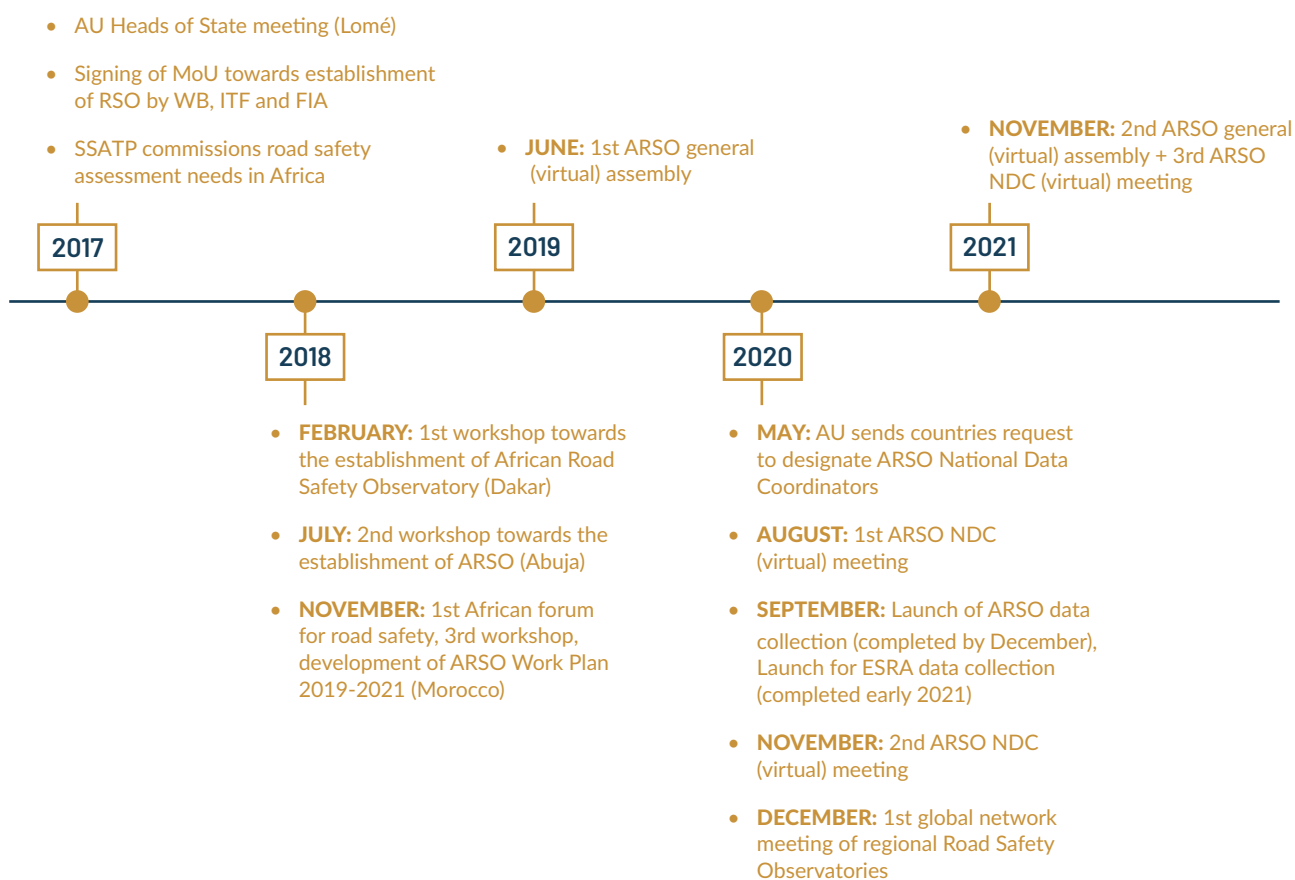 • AU Heads of State meeting (Lomé)
• Signing of MoU towards establishment
of RSO by WB, ITF and FIA
• SSATP commissions road safety
assessment needs in Africa
2017
• FEBRUARY: 1st workshop towards
the establishment of African Road
Safety Observatory (Dakar)
• JULY: 2nd workshop towards the
establishment of ARSO (Abuja)
• NOVEMBER: 1st African forum
for road safety, 3rd workshop,
development of ARSO Work Plan
2019-2021 (Morocco)
2018
• JUNE: 1st ARSO general
(virtual) assembly
2019
2020
• MAY: AU sends countries request
to designate ARSO National Data
Coordinators
• AUGUST: 1st ARSO NDC
(virtual) meeting
• SEPTEMBER: Launch of ARSO data
collection (completed by December),
Launch for ESRA data collection
(completed early 2021)
• NOVEMBER: 2nd ARSO NDC
(virtual) meeting
• DECEMBER: 1st global network
meeting of regional Road Safety
Observatories
• NOVEMBER: 2nd ARSO general
(virtual) assembly + 3rd ARSO
NDC (virtual) meeting
2021